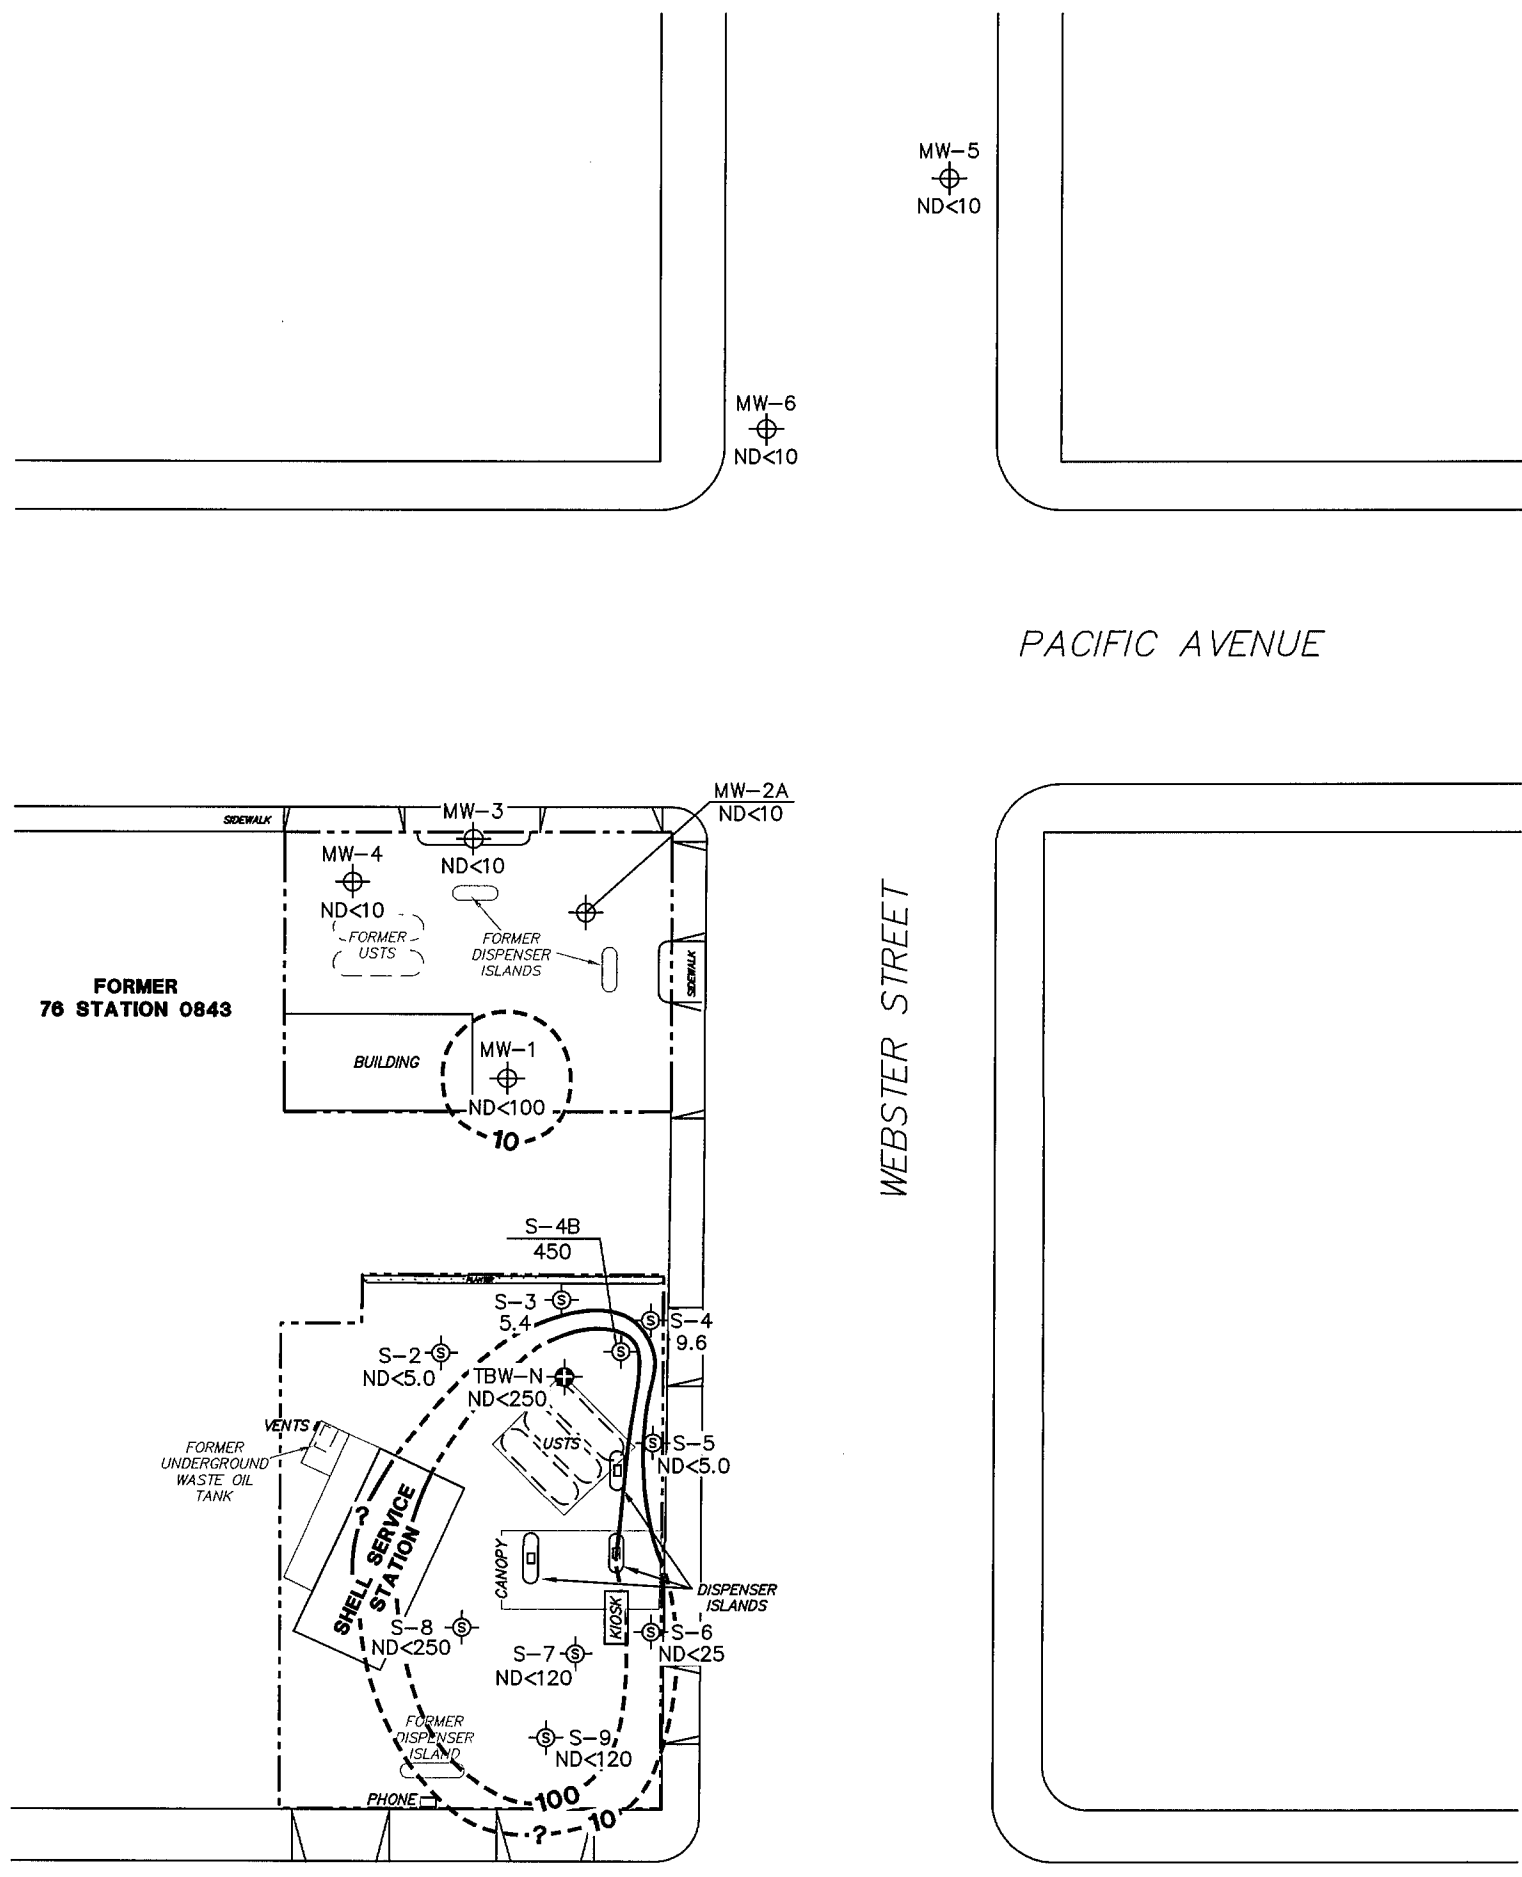 MW-5
ND<10
MW-6
ND<10
PACIFIC AVENUE
MW-2A
ND<10
SIDEWALK
MW-3
ND<10
MW-4
ND<10
FORMER
USTS
FORMER
DISPENSER
ISLANDS
SIDEWALK
FORMER
76 STATION 0843
WEBSTER STREET
BUILDING
MW-1
ND<100
10
S-4B
450
PLANTER
S-3
5.4
S-4
9.6
S-2
ND<5.0
TBW-N
ND<250
VENTS
FORMER
UNDERGROUND
WASTE OIL
TANK
USTS
S-5
ND<5.0
?
SHELL SERVICE
STATION
CANOPY
DISPENSER
ISLANDS
KIOSK
S-8
ND<250
S-7
ND<120
S-6
ND<25
FORMER
DISPENSER
ISLAND
S-9
ND<120
PHONE
100
10
?